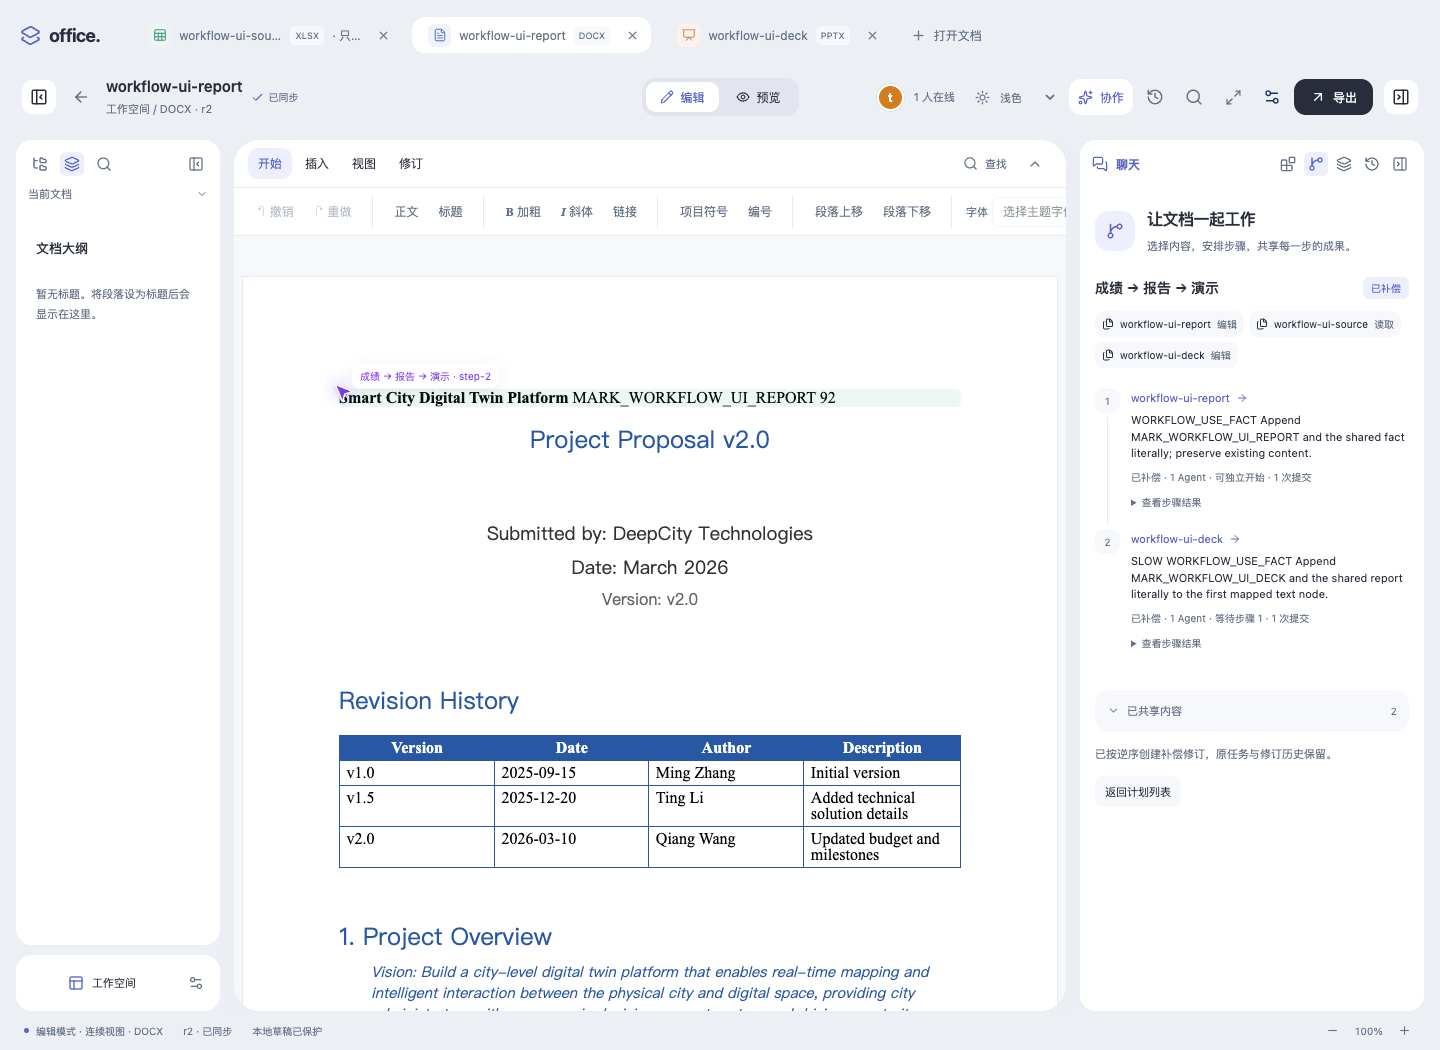 office.
workflow-ui-sou... XLSX · 只...
workflow-ui-report DOCX
workflow-ui-deck PPTX
打开文档
workflow-ui-report
工作空间 / DOCX · r2
已同步
编辑
预览
t
1 人在线
浅色
协作
导出
当前文档
文档大纲
暂无标题。将段落设为标题后会
显示在这里。
工作空间
开始 插入 视图 修订
查找
撤销 重做 正文 标题 B 加粗 I 斜体 链接 项目符号 编号 段落上移 段落下移 字体 选择主题字
成绩 → 报告 → 演示 · step-2
Smart City Digital Twin Platform MARK_WORKFLOW_UI_REPORT 92
Project Proposal v2.0
Submitted by: DeepCity Technologies
Date: March 2026
Version: v2.0
Revision History
Version Date Author Description
v1.0 2025-09-15 Ming Zhang Initial version
v1.5 2025-12-20 Ting Li Added technical
solution details
v2.0 2026-03-10 Qiang Wang Updated budget and
milestones
1. Project Overview
Vision: Build a city-level digital twin platform that enables real-time mapping and
intelligent interaction between the physical city and digital space, providing city
聊天
让文档一起工作
选择内容，安排步骤，共享每一步的成果。
成绩 → 报告 → 演示
已补偿
workflow-ui-report 编辑
workflow-ui-source 读取
workflow-ui-deck 编辑
1
workflow-ui-report →
WORKFLOW_USE_FACT Append
MARK_WORKFLOW_UI_REPORT and the shared fact
literally; preserve existing content.
已补偿 · 1 Agent · 可独立开始 · 1 次提交
查看步骤结果
2
workflow-ui-deck →
SLOW WORKFLOW_USE_FACT Append
MARK_WORKFLOW_UI_DECK and the shared report
literally to the first mapped text node.
已补偿 · 1 Agent · 等待步骤 1 · 1 次提交
查看步骤结果
已共享内容 2
已按逆序创建补偿修订，原任务与修订历史保留。
返回计划列表
编辑模式 · 连续视图 · DOCX r2 · 已同步 本地草稿已保护
100%